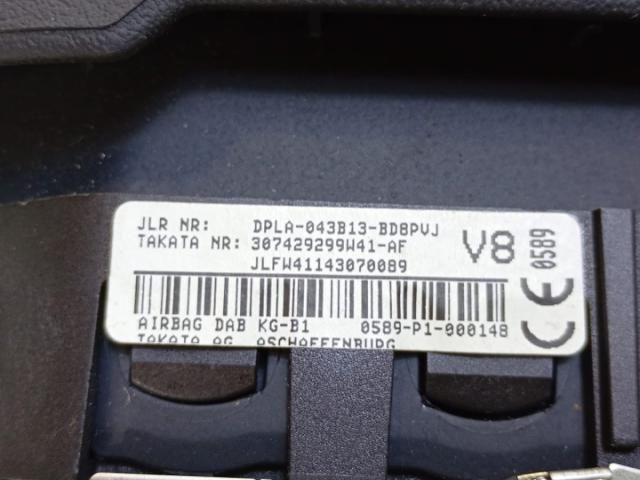 JLR NR: DPLA-043B13-BD8PVJ
TAKATA NR: 307429299W41-AF
JLFW41143070089
V8
0589
CE
AIRBAG DAB KG-B1 0589-P1-000148
TAKATA AG, ASCHAFFENBURG